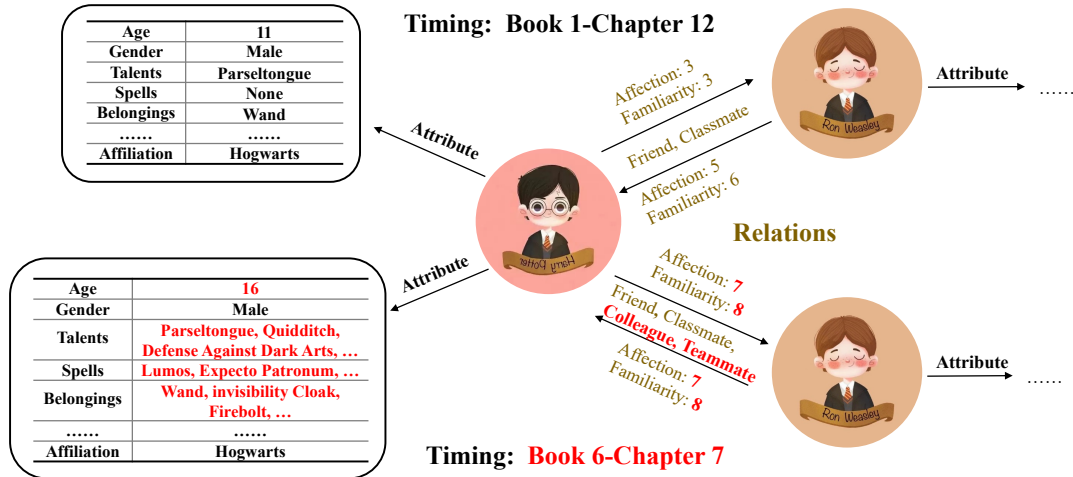 Timing: Book 1-Chapter 12
Age 11
Gender Male
Talents Parseltongue
Spells None
Belongings Wand
…… ……
Affiliation Hogwarts
Attribute
Affection: 3
Familiarity: 3
Friend, Classmate
Affection: 5
Familiarity: 6
Ron Weasley
Attribute
……
Harry Potter
Relations
Attribute
Age 16
Gender Male
Talents Parseltongue, Quidditch,
Defense Against Dark Arts, …
Spells Lumos, Expecto Patronum, …
Belongings Wand, invisibility Cloak,
Firebolt, …
…… ……
Affiliation Hogwarts
Affection: 7
Familiarity: 8
Friend, Classmate,
Colleague, Teammate
Affection: 7
Familiarity: 8
Ron Weasley
Attribute
……
Timing: Book 6-Chapter 7